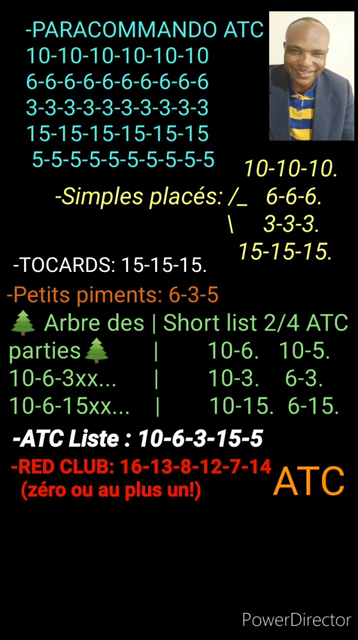 -PARACOMMANDO ATC
10-10-10-10-10-10
6-6-6-6-6-6-6-6-6
3-3-3-3-3-3-3-3-3
15-15-15-15-15-15
5-5-5-5-5-5-5-5-5
10-10-10.
-Simples placés: /_ 6-6-6.
\ 3-3-3.
15-15-15.
-TOCARDS: 15-15-15.
-Petits piments: 6-3-5
🌲 Arbre des | Short list 2/4 ATC
parties🌲 | 10-6. 10-5.
10-6-3xx... | 10-3. 6-3.
10-6-15xx... | 10-15. 6-15.
-ATC Liste : 10-6-3-15-5
-RED CLUB: 16-13-8-12-7-14
(zéro ou au plus un!)
ATC
PowerDirector